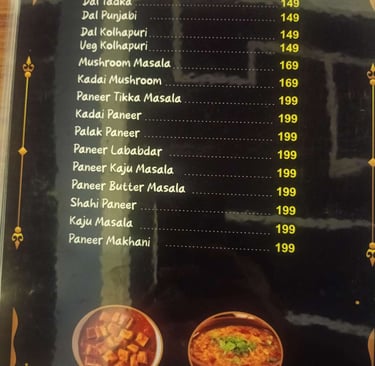 Dal Tadka 149
Dal Punjabi 149
Dal Kolhapuri 149
Veg Kolhapuri 149
Mushroom Masala 169
Kadai Mushroom 169
Paneer Tikka Masala 199
Kadai Paneer 199
Palak Paneer 199
Paneer Lababdar 199
Paneer Kaju Masala 199
Paneer Butter Masala 199
Shahi Paneer 199
Kaju Masala 199
Paneer Makhani 199